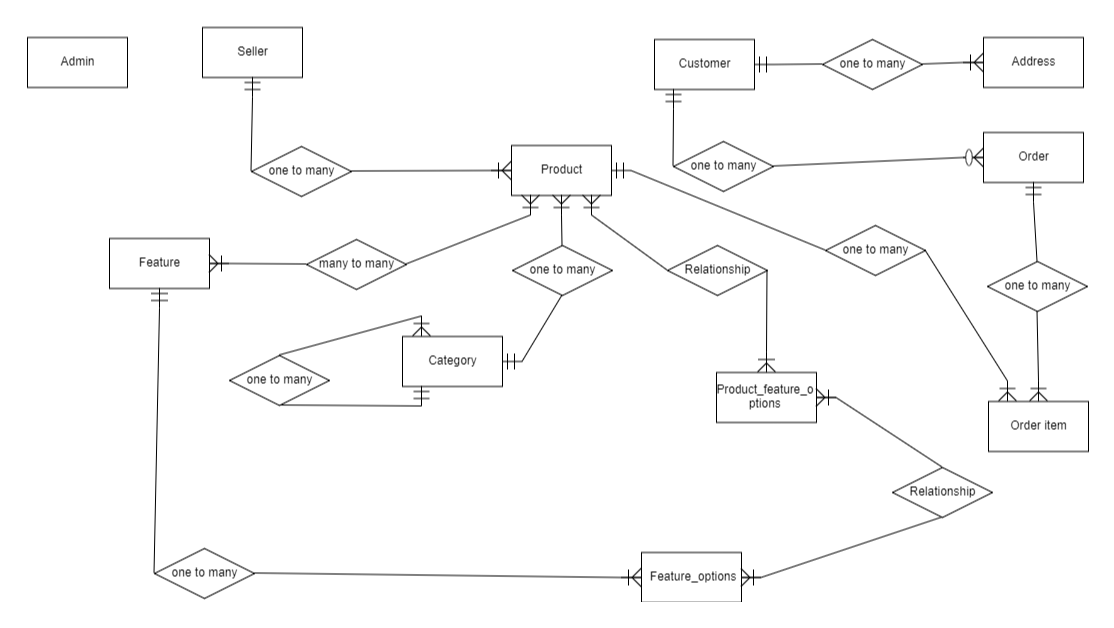 Admin
Seller
Customer
one to many
Address
one to many
Product
one to many
Order
Feature
many to many
one to many
Relationship
one to many
one to many
Category
one to many
Product_feature_o
ptions
Order item
Relationship
one to many
Feature_options